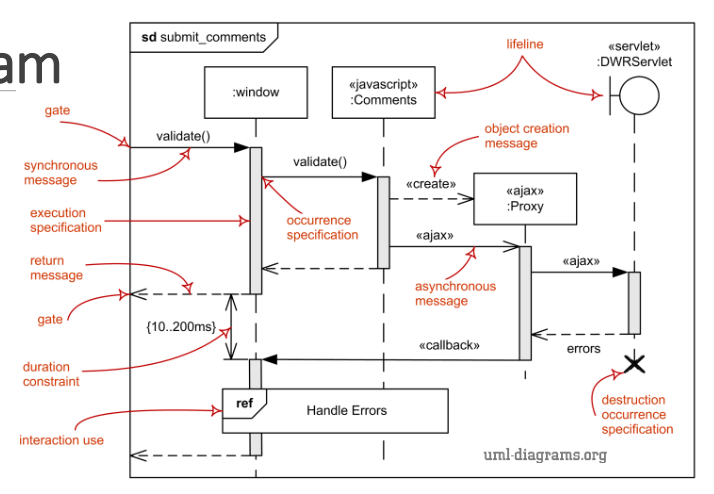 am
sd submit_comments
lifeline
«servlet»
:DWRServlet
:window
«javascript»
:Comments
gate
validate()
object creation
message
synchronous
message
validate()
«create»
«ajax»
:Proxy
execution
specification
occurrence
specification
«ajax»
return
message
«ajax»
asynchronous
message
gate
{10..200ms}
«callback»
errors
duration
constraint
ref
Handle Errors
destruction
occurrence
specification
interaction use
uml-diagrams.org